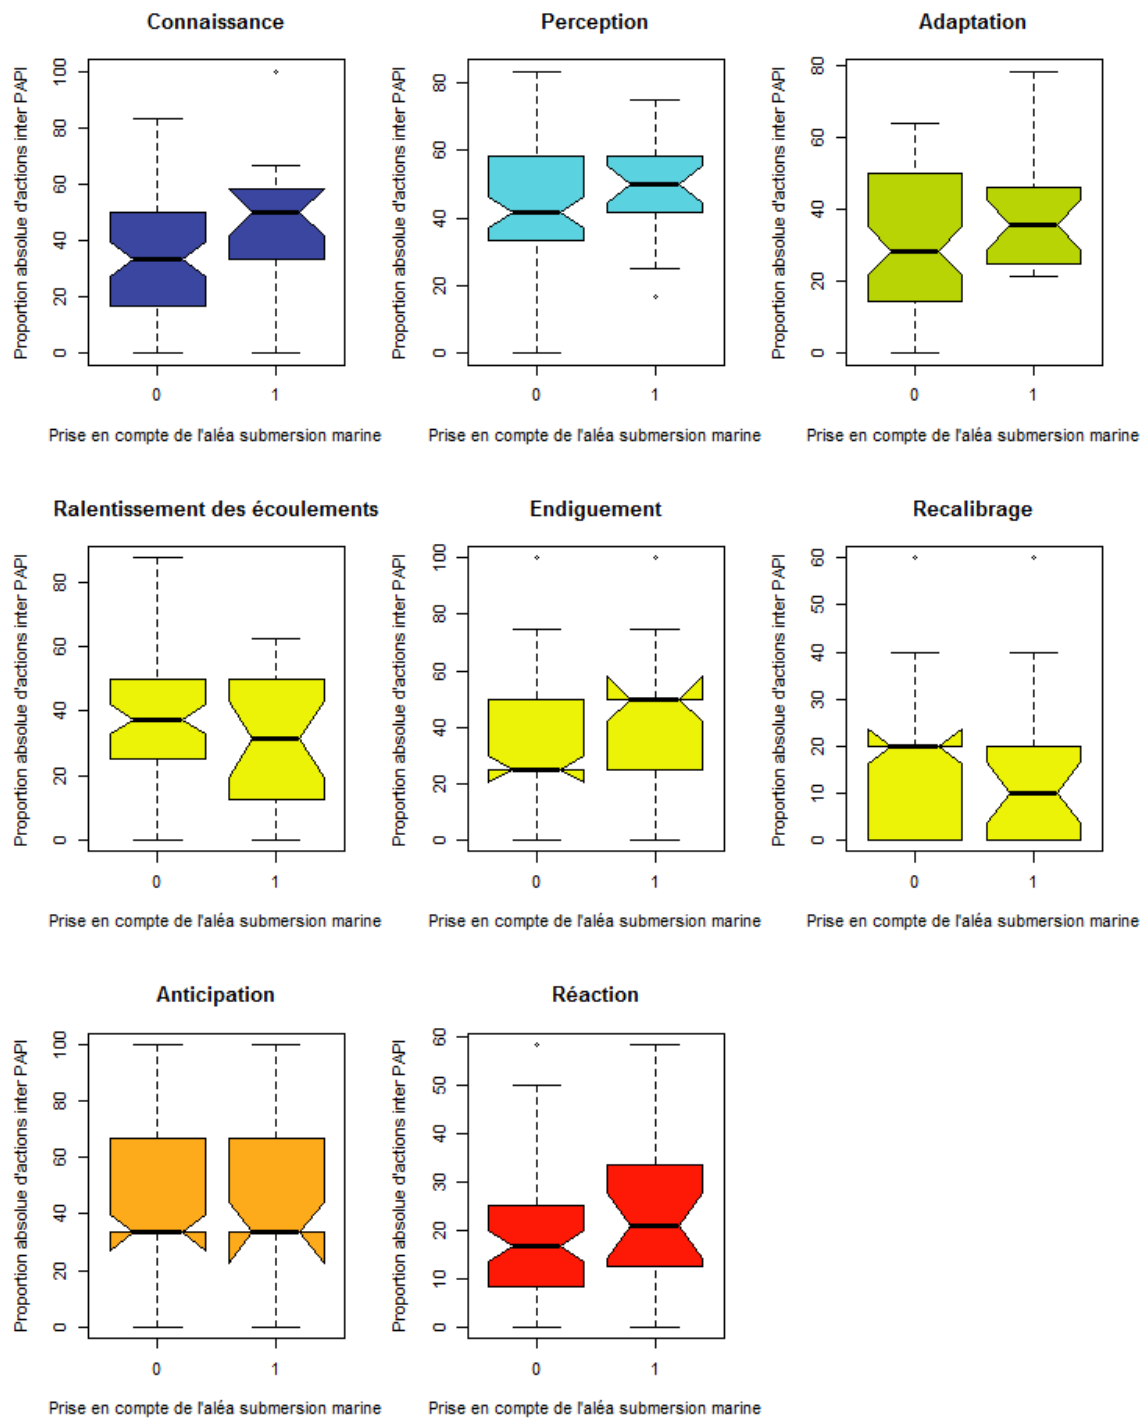 Connaissance
Proportion absolue d'actions inter PAPI
100
80
60
40
20
0
0 1
Prise en compte de l'aléa submersion marine
Perception
Proportion absolue d'actions inter PAPI
80
60
40
20
0
0 1
Prise en compte de l'aléa submersion marine
Adaptation
Proportion absolue d'actions inter PAPI
80
60
40
20
0
0 1
Prise en compte de l'aléa submersion marine
Ralentissement des écoulements
Proportion absolue d'actions inter PAPI
80
60
40
20
0
0 1
Prise en compte de l'aléa submersion marine
Endiguement
Proportion absolue d'actions inter PAPI
100
80
60
40
20
0
0 1
Prise en compte de l'aléa submersion marine
Recalibrage
Proportion absolue d'actions inter PAPI
60
50
40
30
20
10
0
0 1
Prise en compte de l'aléa submersion marine
Anticipation
Proportion absolue d'actions inter PAPI
100
80
60
40
20
0
0 1
Prise en compte de l'aléa submersion marine
Réaction
Proportion absolue d'actions inter PAPI
60
50
40
30
20
10
0
0 1
Prise en compte de l'aléa submersion marine